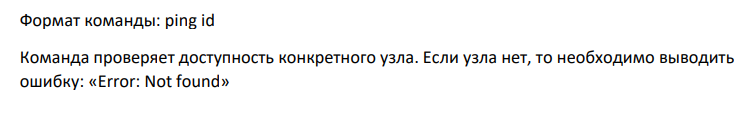 Формат команды: ping id
Команда проверяет доступность конкретного узла. Если узла нет, то необходимо выводить
ошибку: «Error: Not found»